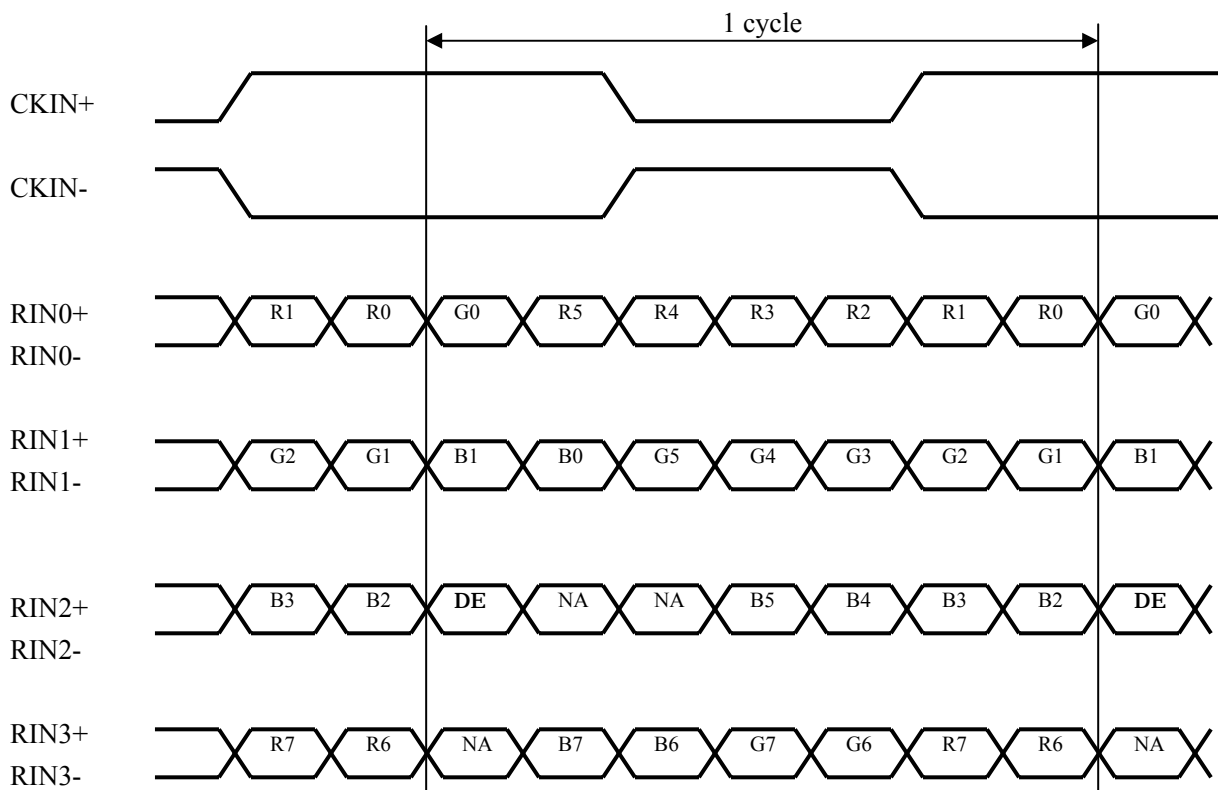 1 cycle
CKIN+
CKIN-
RIN0+
R1 R0 G0 R5 R4 R3 R2 R1 R0 G0
RIN0-
RIN1+
G2 G1 B1 B0 G5 G4 G3 G2 G1 B1
RIN1-
RIN2+
B3 B2 DE NA NA B5 B4 B3 B2 DE
RIN2-
RIN3+
R7 R6 NA B7 B6 G7 G6 R7 R6 NA
RIN3-